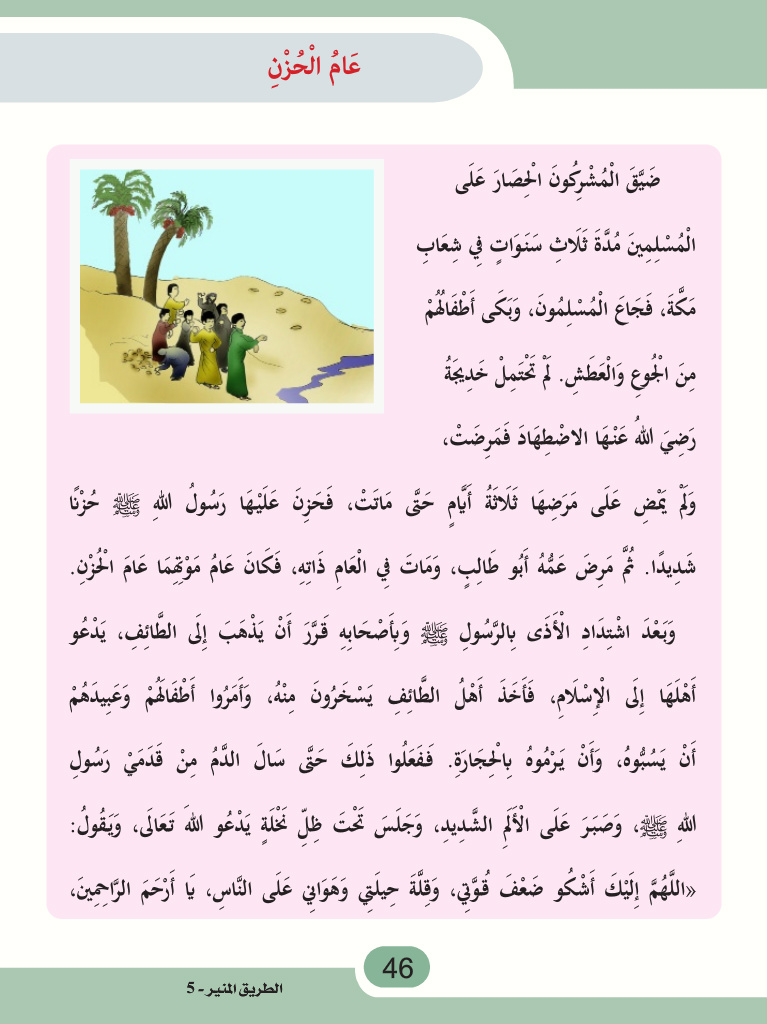 عَامُ الْحُزْنِ
ضَيَّقَ الْمُشْرِكُونَ الْحِصَارَ عَلَى
الْمُسْلِمِينَ مُدَّةَ ثَلَاثِ سَنَوَاتٍ فِي شِعَابِ
مَكَّةَ، فَجَاعَ الْمُسْلِمُونَ، وَبَكَى أَطْفَالُهُمْ
مِنَ الْجُوعِ وَالْعَطَشِ. لَمْ تَحْتَمِلْ خَدِيجَةُ
رَضِيَ اللهُ عَنْهَا الاضْطِهَادَ فَمَرِضَتْ،
وَلَمْ يَمْضِ عَلَى مَرَضِهَا ثَلَاثَةُ أَيَّامٍ حَتَّى مَاتَتْ، فَحَزِنَ عَلَيْهَا رَسُولُ اللهِ ﷺ حُزْنًا
شَدِيدًا. ثُمَّ مَرِضَ عَمُّهُ أَبُو طَالِبٍ، وَمَاتَ فِي الْعَامِ ذَاتِهِ، فَكَانَ عَامُ مَوْتِهِمَا عَامَ الْحُزْنِ.
وَبَعْدَ اشْتِدَادِ الْأَذَى بِالرَّسُولِ ﷺ وَبِأَصْحَابِهِ قَرَّرَ أَنْ يَذْهَبَ إِلَى الطَّائِفِ، يَدْعُو
أَهْلَهَا إِلَى الْإِسْلَامِ، فَأَخَذَ أَهْلُ الطَّائِفِ يَسْخَرُونَ مِنْهُ، وَأَمَرُوا أَطْفَالَهُمْ وَعَبِيدَهُمْ
أَنْ يَسُبُّوهُ، وَأَنْ يَرْمُوهُ بِالْحِجَارَةِ. فَفَعَلُوا ذَلِكَ حَتَّى سَالَ الدَّمُ مِنْ قَدَمَيْ رَسُولِ
اللهِ ﷺ، وَصَبَرَ عَلَى الْأَلَمِ الشَّدِيدِ، وَجَلَسَ تَحْتَ ظِلِّ نَخْلَةٍ يَدْعُو اللهَ تَعَالَى، وَيَقُولُ:
«اللَّهُمَّ إِلَيْكَ أَشْكُو ضَعْفَ قُوَّتِي، وَقِلَّةَ حِيلَتِي وَهَوَانِي عَلَى النَّاسِ، يَا أَرْحَمَ الرَّاحِمِينَ،
46
الطريق المنير - 5